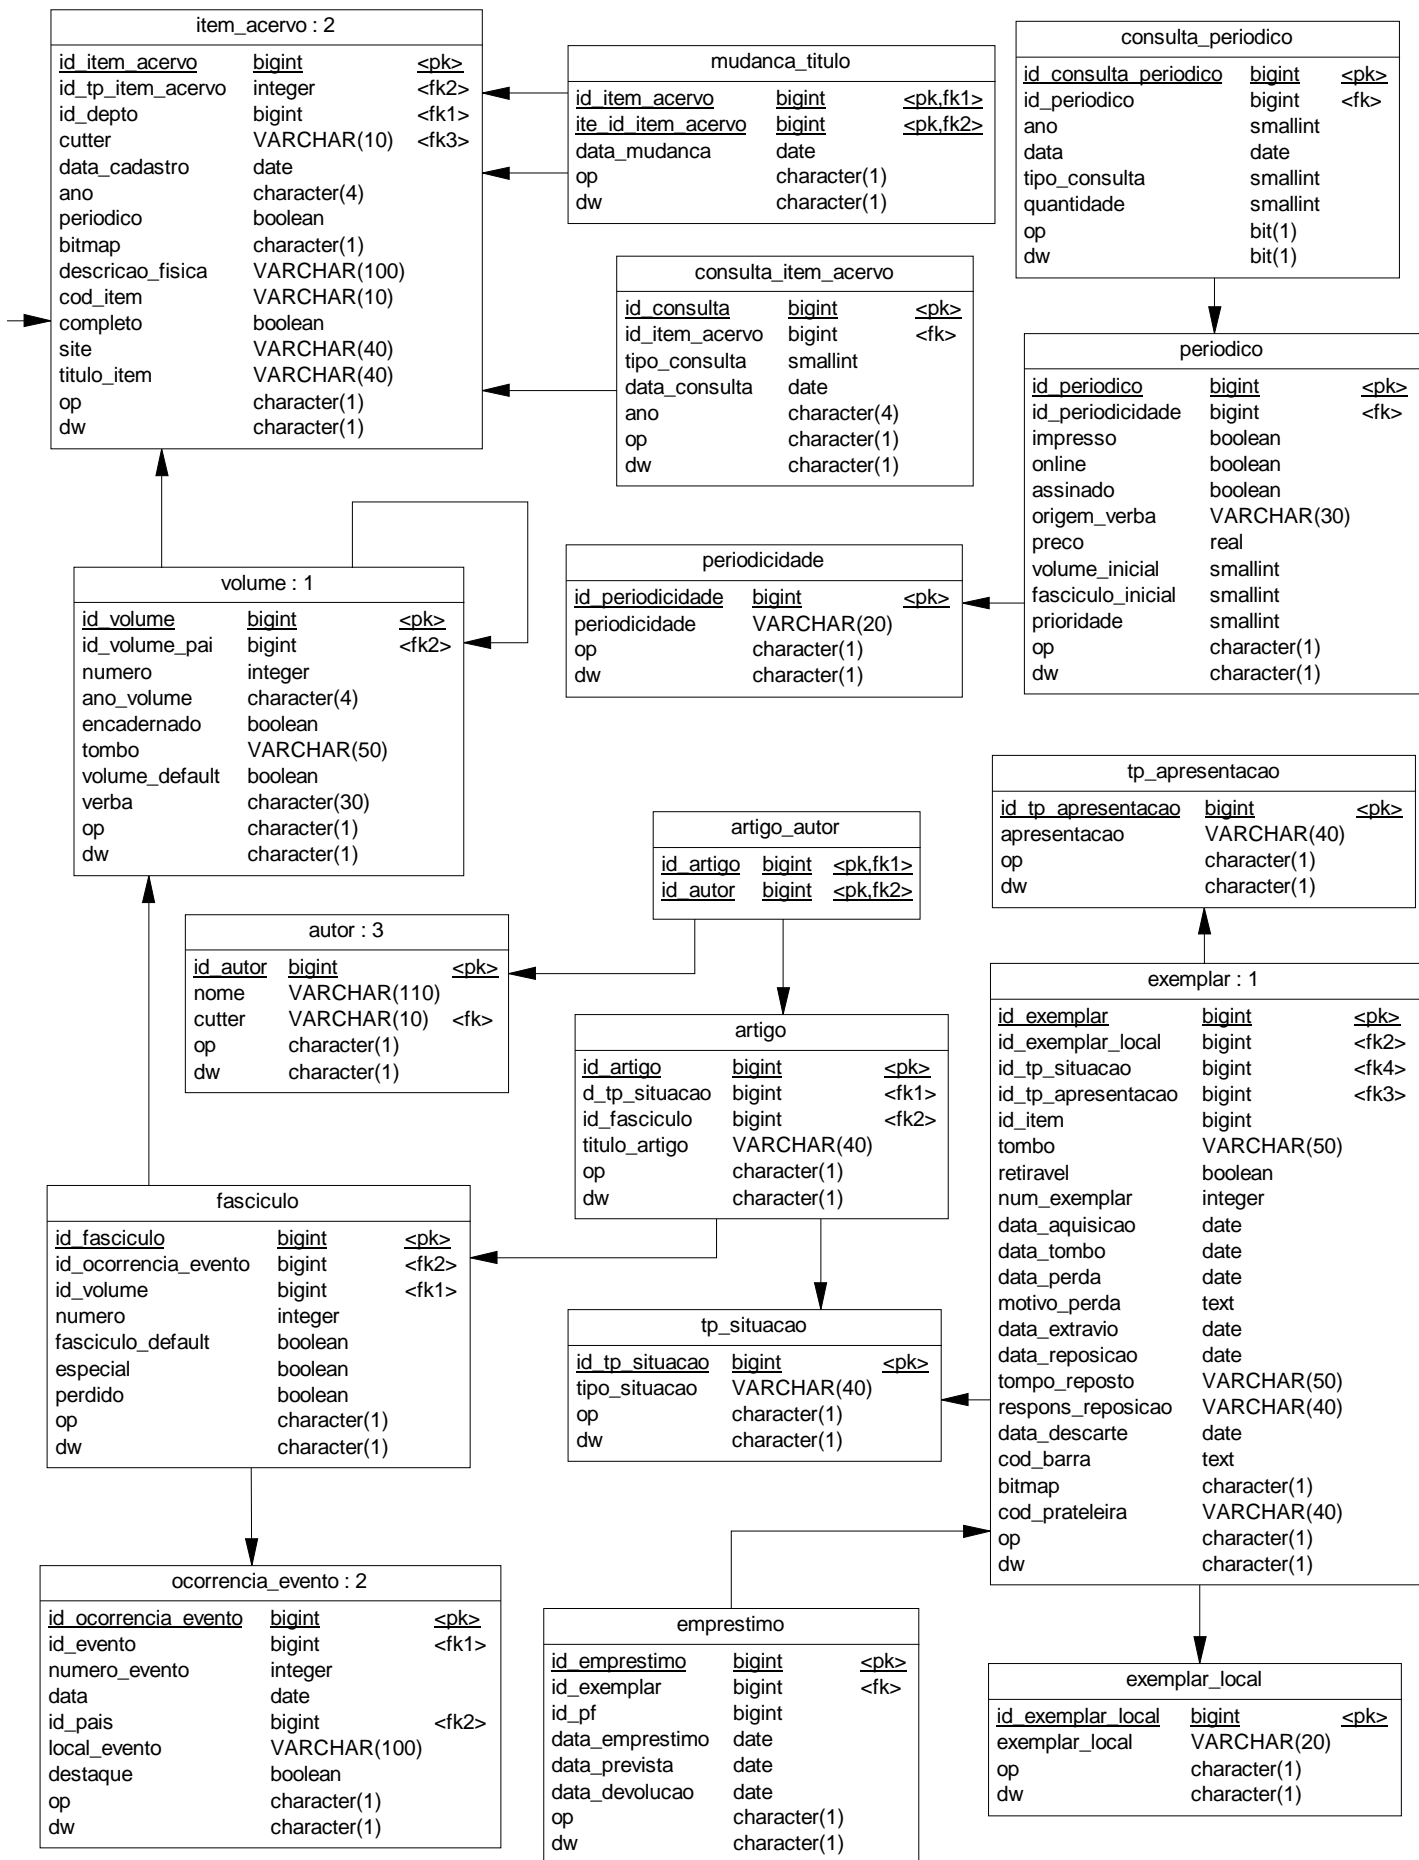 item_acervo : 2
id_item_acervo bigint <pk>
id_tp_item_acervo integer <fk2>
id_depto bigint <fk1>
cutter VARCHAR(10) <fk3>
data_cadastro date
ano character(4)
periodico boolean
bitmap character(1)
descricao_fisica VARCHAR(100)
cod_item VARCHAR(10)
completo boolean
site VARCHAR(40)
titulo_item VARCHAR(40)
op character(1)
dw character(1)
mudanca_titulo
id_item_acervo bigint <pk,fk1>
ite_id_item_acervo bigint <pk,fk2>
data_mudanca date
op character(1)
dw character(1)
consulta_periodico
id_consulta_periodico bigint <pk>
id_periodico bigint <fk>
ano smallint
data date
tipo_consulta smallint
quantidade smallint
op bit(1)
dw bit(1)
consulta_item_acervo
id_consulta bigint <pk>
id_item_acervo bigint <fk>
tipo_consulta smallint
data_consulta date
ano character(4)
op character(1)
dw character(1)
periodico
id_periodico bigint <pk>
id_periodicidade bigint <fk>
impresso boolean
online boolean
assinado boolean
origem_verba VARCHAR(30)
preco real
volume_inicial smallint
fasciculo_inicial smallint
prioridade smallint
op character(1)
dw character(1)
periodicidade
id_periodicidade bigint <pk>
periodicidade VARCHAR(20)
op character(1)
dw character(1)
volume : 1
id_volume bigint <pk>
id_volume_pai bigint <fk2>
numero integer
ano_volume character(4)
encadernado boolean
tombo VARCHAR(50)
volume_default boolean
verba character(30)
op character(1)
dw character(1)
tp_apresentacao
id_tp_apresentacao bigint <pk>
apresentacao VARCHAR(40)
op character(1)
dw character(1)
artigo_autor
id_artigo bigint <pk,fk1>
id_autor bigint <pk,fk2>
autor : 3
id_autor bigint <pk>
nome VARCHAR(110)
cutter VARCHAR(10) <fk>
op character(1)
dw character(1)
exemplar : 1
id_exemplar bigint <pk>
id_exemplar_local bigint <fk2>
id_tp_situacao bigint <fk4>
id_tp_apresentacao bigint <fk3>
id_item bigint
tombo VARCHAR(50)
retiravel boolean
num_exemplar integer
data_aquisicao date
data_tombo date
data_perda date
motivo_perda text
data_extravio date
data_reposicao date
tompo_reposto VARCHAR(50)
respons_reposicao VARCHAR(40)
data_descarte date
cod_barra text
bitmap character(1)
cod_prateleira VARCHAR(40)
op character(1)
dw character(1)
artigo
id_artigo bigint <pk>
d_tp_situacao bigint <fk1>
id_fasciculo bigint <fk2>
titulo_artigo VARCHAR(40)
op character(1)
dw character(1)
fasciculo
id_fasciculo bigint <pk>
id_ocorrencia_evento bigint <fk2>
id_volume bigint <fk1>
numero integer
fasciculo_default boolean
especial boolean
perdido boolean
op character(1)
dw character(1)
tp_situacao
id_tp_situacao bigint <pk>
tipo_situacao VARCHAR(40)
op character(1)
dw character(1)
ocorrencia_evento : 2
id_ocorrencia_evento bigint <pk>
id_evento bigint <fk1>
numero_evento integer
data date
id_pais bigint <fk2>
local_evento VARCHAR(100)
destaque boolean
op character(1)
dw character(1)
emprestimo
id_emprestimo bigint <pk>
id_exemplar bigint <fk>
id_pf bigint
data_emprestimo date
data_prevista date
data_devolucao date
op character(1)
dw character(1)
exemplar_local
id_exemplar_local bigint <pk>
exemplar_local VARCHAR(20)
op character(1)
dw character(1)